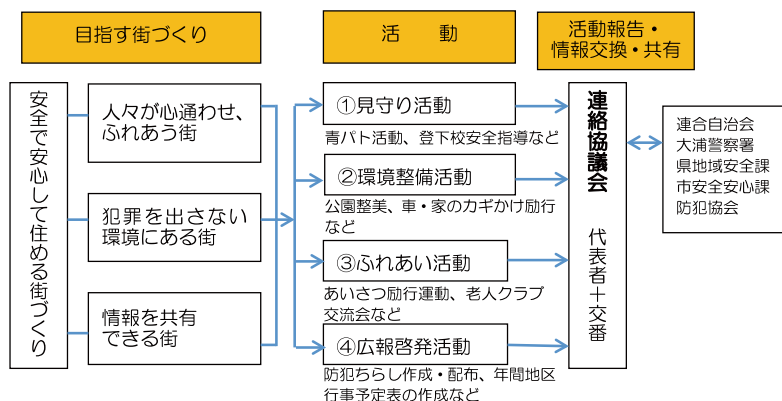 目指す街づくり
活　動
活動報告・
情報交換・共有
安全で安心して住める街づくり
人々が心通わせ、
ふれあう街
犯罪を出さない
環境にある街
情報を共有
できる街
①見守り活動
青パト活動、登下校安全指導など
②環境整備活動
公園整美、車・家のカギかけ励行
など
③ふれあい活動
あいさつ励行運動、老人クラブ
交流会など
④広報啓発活動
防犯ちらし作成・配布、年間地区
行事予定表の作成など
連絡協議会　代表者＋交番
連合自治会
大浦警察署
県地域安全課
市安全安心課
防犯協会